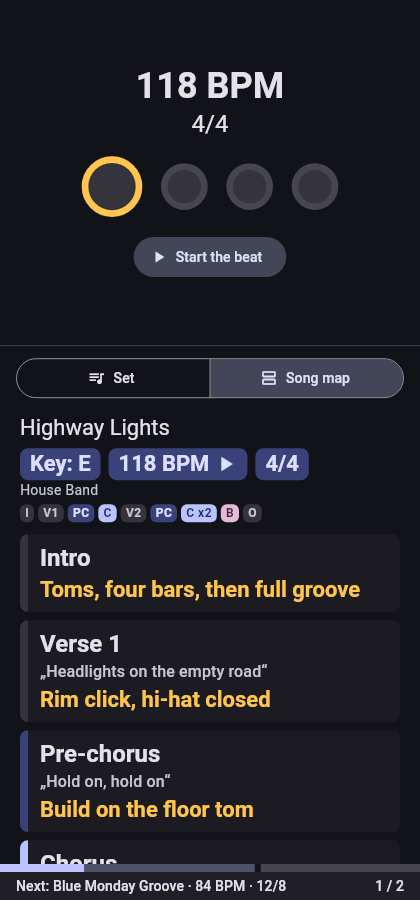 118 BPM
4/4
Start the beat
Set
Song map
Highway Lights
Key: E
118 BPM
4/4
House Band
I V1 PC C V2 PC C x2 B O
Intro
Toms, four bars, then full groove
Verse 1
„Headlights on the empty road“
Rim click, hi-hat closed
Pre-chorus
„Hold on, hold on“
Build on the floor tom
Chorus
Next: Blue Monday Groove · 84 BPM · 12/8
1 / 2